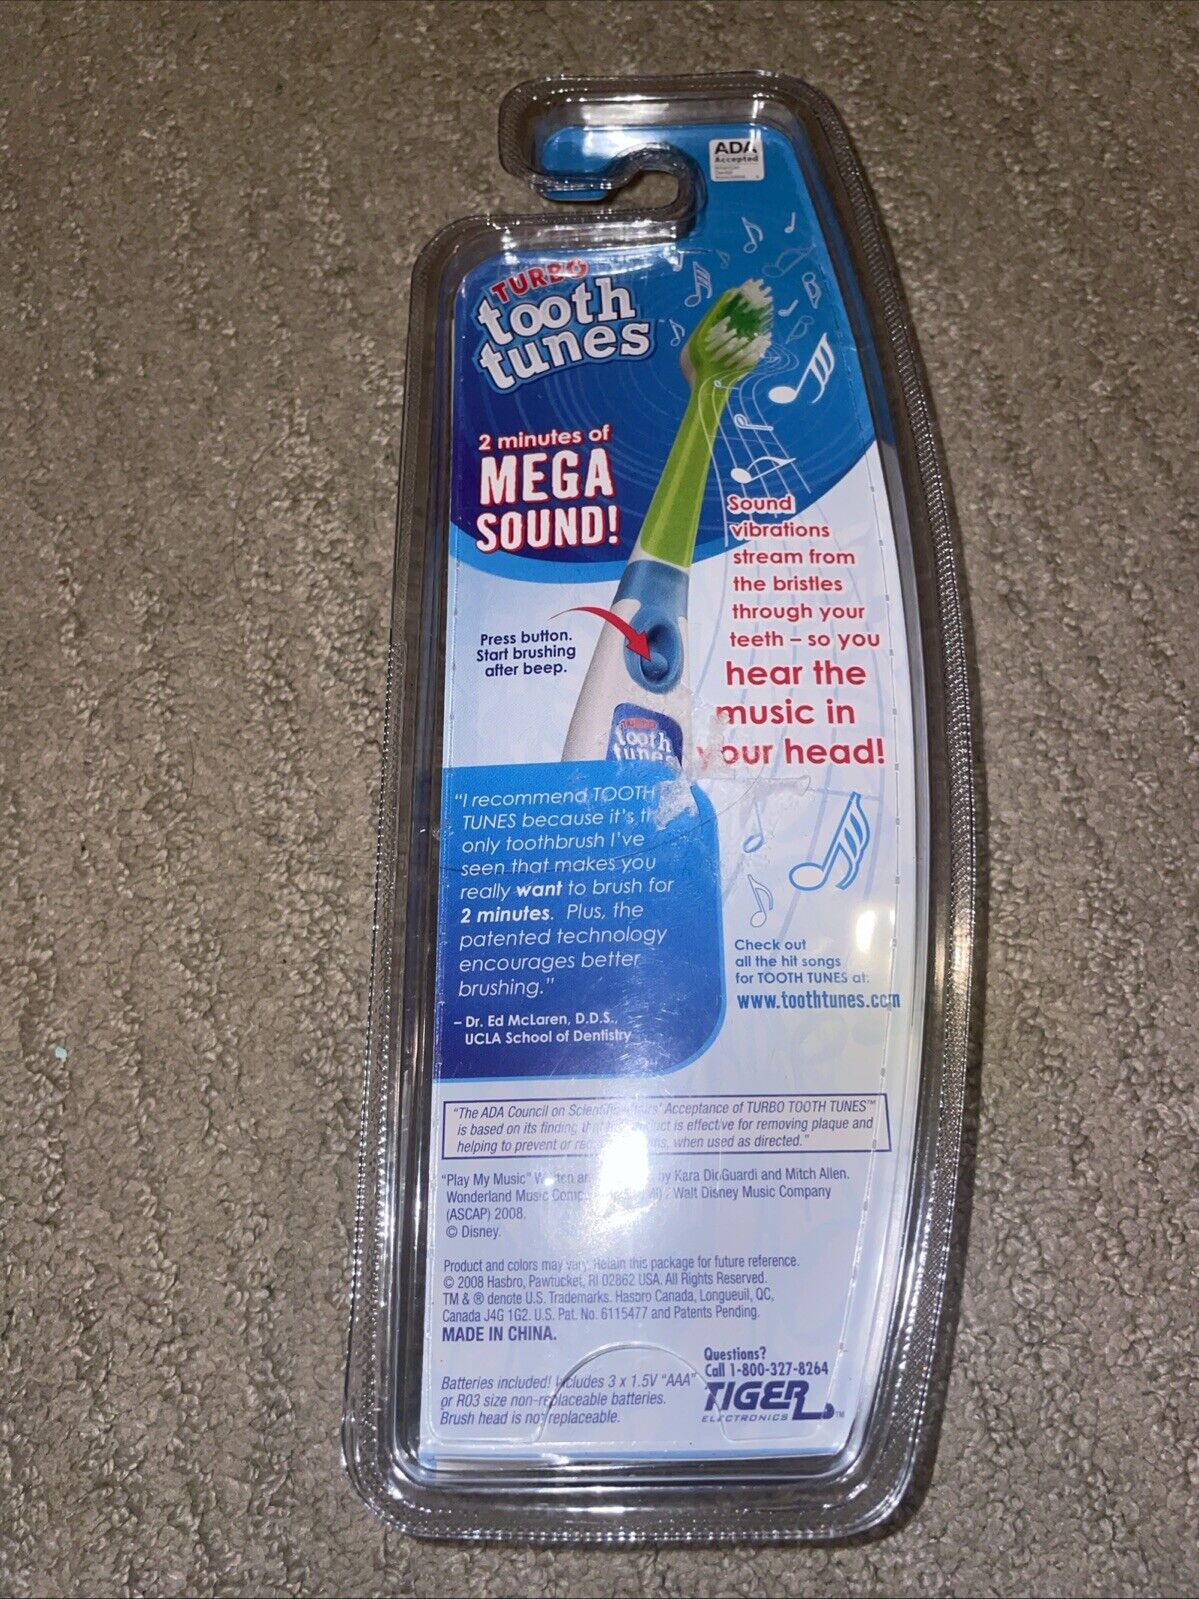 ADA
Accepted
American
Dental
Association
TURBO
tooth
tunes
2 minutes of
MEGA
SOUND!
Sound
vibrations
stream from
the bristles
through your
teeth – so you
hear the
music in
your head!
Press button.
Start brushing
after beep.
TURBO
tooth
tunes
“I recommend TOOTH
TUNES because it's
only toothbrush I've
seen that makes you
really want to brush for
2 minutes. Plus, the
patented technology
encourages better
brushing.”
– Dr. Ed McLaren, D.D.S.,
UCLA School of Dentistry
Check out
all the hit songs
for TOOTH TUNES at:
www.toothtunes.com
“The ADA Council on Scientific Acceptance of TURBO TOOTH TUNES™
is based on its finding that is effective for removing plaque and
helping to prevent or when used as directed.”
“Play My Music” Written by Kara DioGuardi and Mitch Allen.
Wonderland Music / Walt Disney Music Company
(ASCAP) 2008.
© Disney.
Product and colors may vary. Retain this package for future reference.
© 2008 Hasbro, Pawtucket, RI 02862 USA. All Rights Reserved.
TM & ® denote U.S. Trademarks. Hasbro Canada, Longueuil, QC,
Canada J4G 1G2. U.S. Pat. No. 6115477 and Patents Pending.
MADE IN CHINA.
Batteries included! Includes 3 x 1.5V “AAA”
or R03 size non-replaceable batteries.
Brush head is not replaceable.
Questions?
Call 1-800-327-8264
TIGER
ELECTRONICS TM